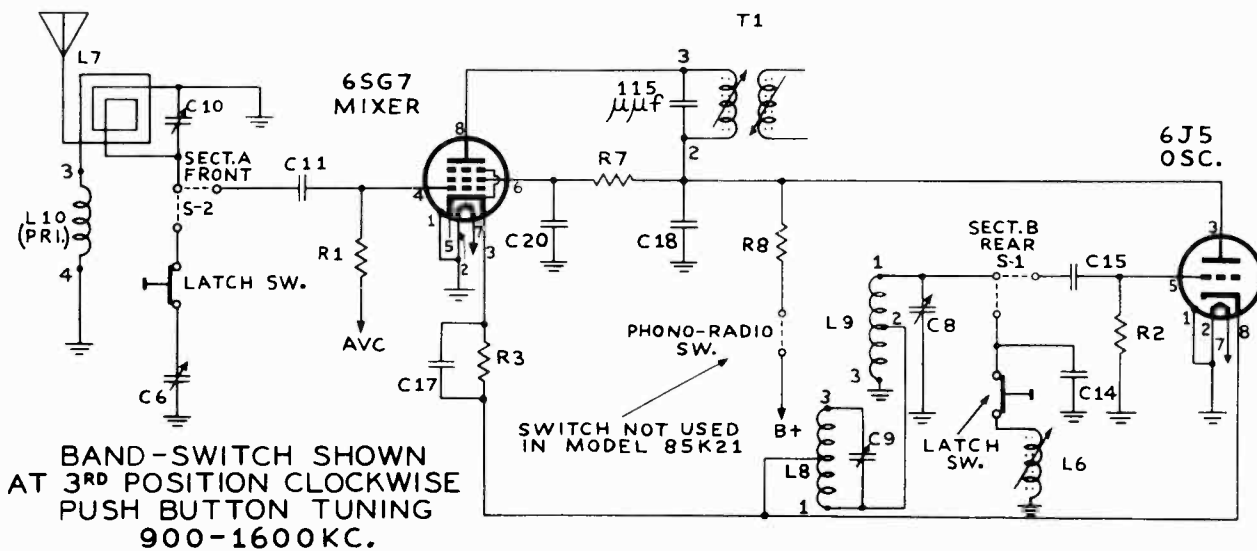 T1
L7
6SG7
MIXER
3
115
µµf
C10
8
2
6J5
OSC.
SECT.A
FRONT
C11
R7
3
S-2
4
6
L10
(PRI.)
4
LATCH SW.
R1
1
5
2
7
3
C20
C18
R8
SECT.B
REAR
S-1
C15
3
5
1
L9
2
C8
R2
1
2
7
8
AVC
C17
R3
PHONO-RADIO
SW.
3
C14
C6
SWITCH NOT USED
IN MODEL 85K21
B+
3
L8
C9
1
LATCH
SW.
L6
BAND-SWITCH SHOWN
AT 3RD POSITION CLOCKWISE
PUSH BUTTON TUNING
900-1600KC.